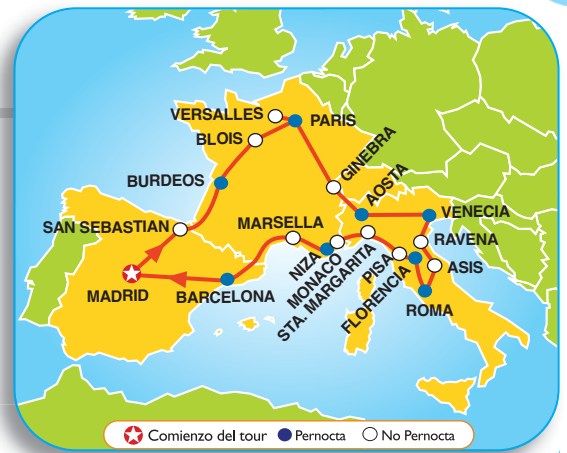 VERSALLES
PARIS
BLOIS
GINEBRA
BURDEOS
AOSTA
SAN SEBASTIAN
MARSELLA
VENECIA
RAVENA
NIZA
MONACO
STA. MARGARITA
PISA
FLORENCIA
ASIS
MADRID
BARCELONA
ROMA
Comienzo del tour
Pernocta
No Pernocta